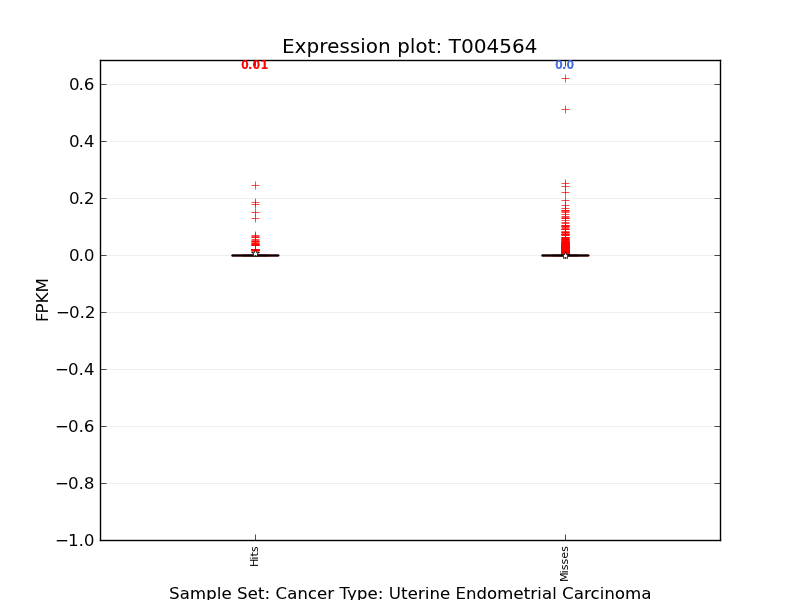 Expression plot: T004564
0.01
0.0
0.6
0.4
0.2
0.0
−0.2
−0.4
−0.6
−0.8
−1.0
FPKM
Hits
Misses
Sample Set: Cancer Type: Uterine Endometrial Carcinoma